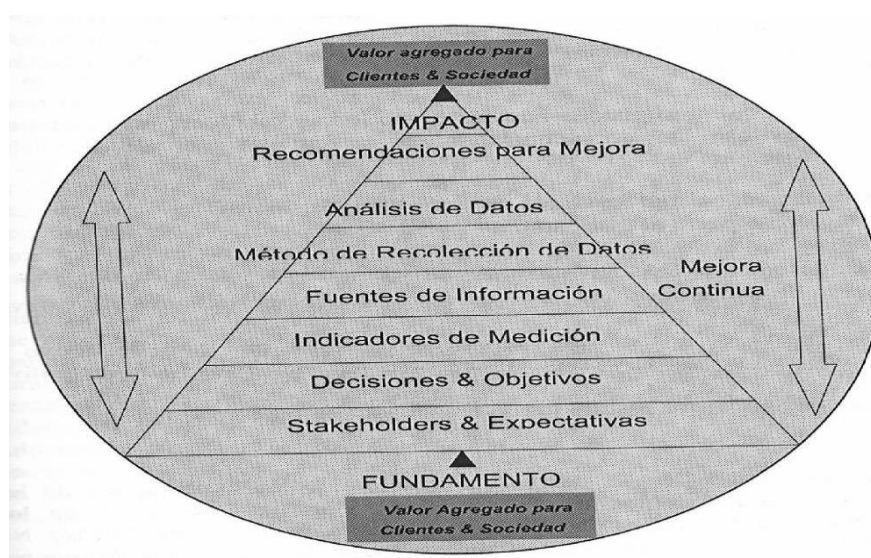 Valor agregado para
Clientes & Sociedad
IMPACTO
Recomendaciones para Mejora
Análisis de Datos
Método de Recolección de Datos
Fuentes de Información
Mejora
Continua
Indicadores de Medición
Decisiones & Objetivos
Stakeholders & Expectativas
FUNDAMENTO
Valor Agregado para
Clientes & Sociedad